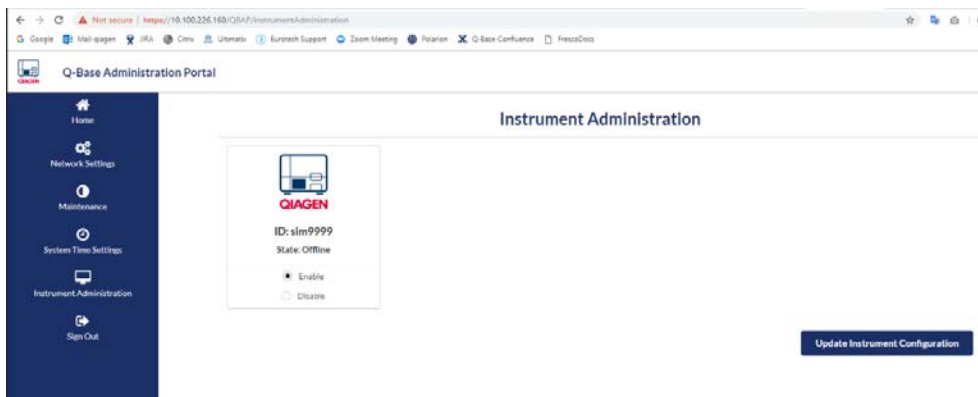 Not secure | https://10.100.226.160/QBAP/instrumentAdministration
Google Mail-qiagen JIRA Citrix Ultimatix Eurotech Support Zoom Meeting Polarion Q-Base-Confluence FrescoDocs
QIAGEN
Q-Base Administration Portal
Home
Network Settings
Maintenance
System Time Settings
Instrument Administration
Sign Out
Instrument Administration
QIAGEN
ID: sim9999
State: Offline
Enable
Disable
Update Instrument Configuration